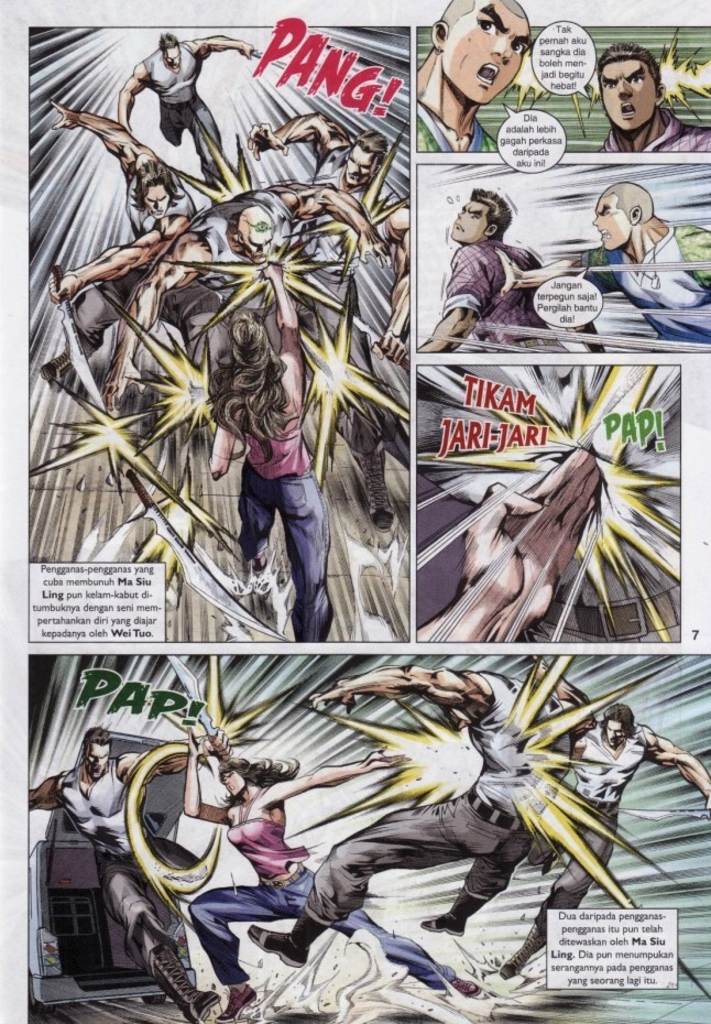 PANG!
Pengganas-pengganas yang
cuba membunuh Ma Siu
Ling pun kelam-kabut di-
tumbuknya dengan seni mem-
pertahankan diri yang diajar
kepadanya oleh Wei Tuo.
Tak
pernah aku
sangka dia
boleh men-
jadi begitu
hebat!
Dia
adalah lebih
gagah perkasa
daripada
aku ini!
Jangan
terpegun saja!
Pergilah bantu
dia!
TIKAM
JARI-JARI
PAP!
7
PAP!
Dua daripada pengganas-
pengganas itu pun telah
ditewaskan oleh Ma Siu
Ling. Dia pun menumpukan
serangannya pada pengganas
yang seorang lagi itu.